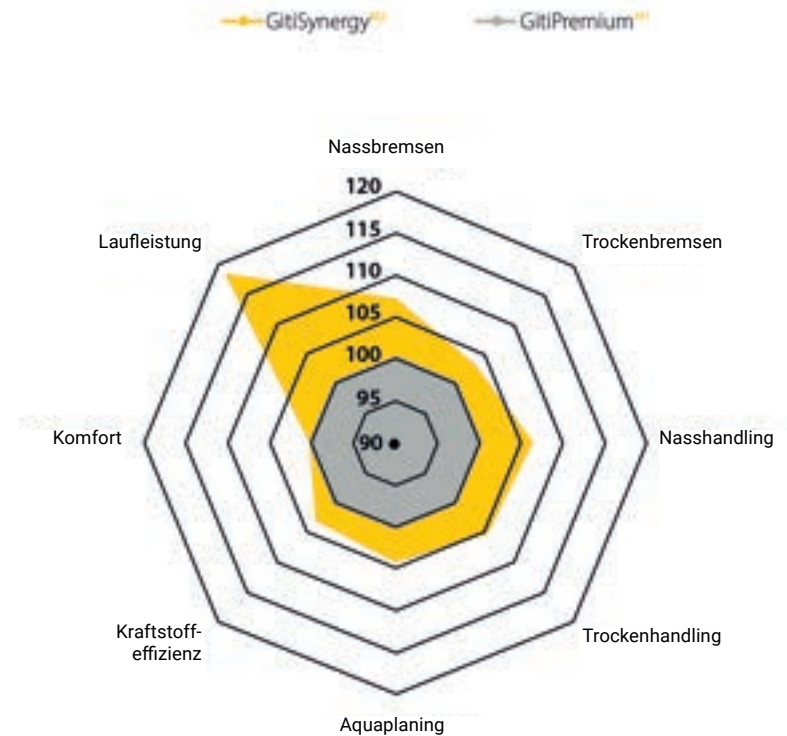 GitiSynergy
GitiPremium
Nassbremsen
120
115
110
105
100
95
90
Laufleistung
Trockenbremsen
Komfort
Nasshandling
Kraftstoff-
effizienz
Trockenhandling
Aquaplaning